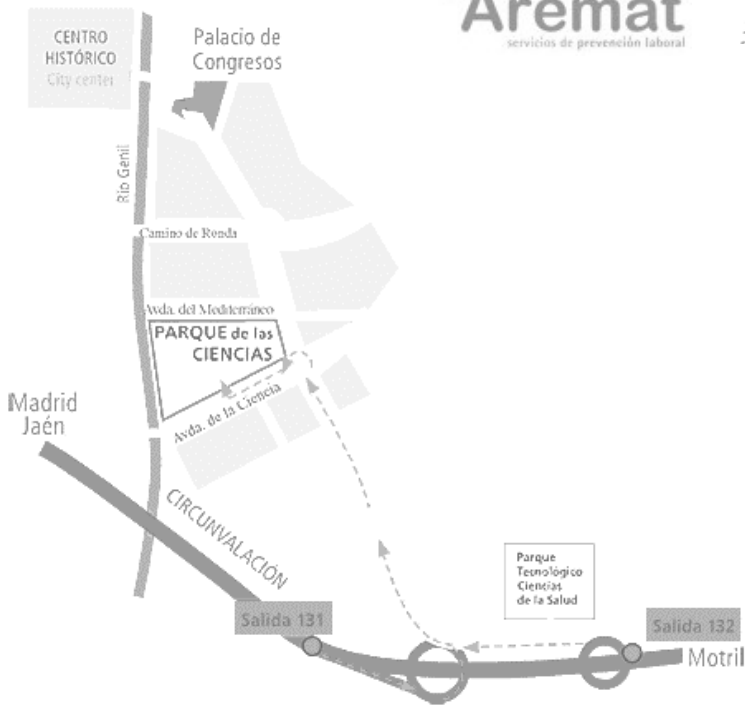 Aremat
servicios de prevención laboral
CENTRO
HISTÓRICO
City center
Palacio de
Congresos
Río Genil
Camino de Ronda
Avda. del Mediterráneo
PARQUE de las
CIENCIAS
Avda. de la Ciencia
Madrid
Jaén
CIRCUNVALACIÓN
Parque
Tecnológico
Ciencias
de la Salud
Salida 131
Salida 132
Motril